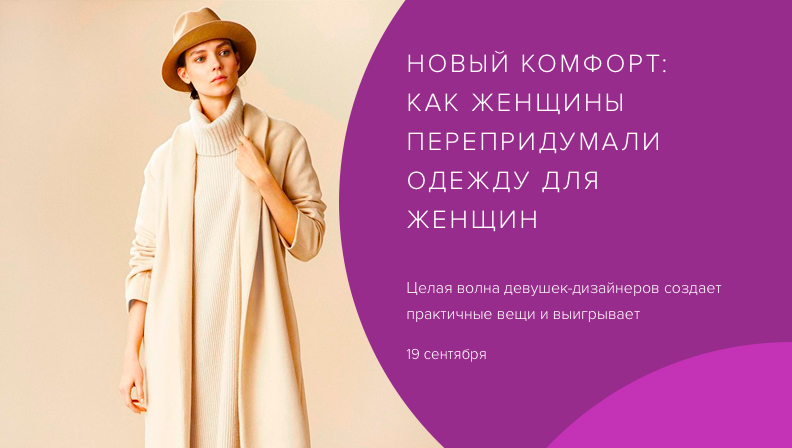 НОВЫЙ КОМФОРТ:
КАК ЖЕНЩИНЫ
ПЕРЕПРИДУМАЛИ
ОДЕЖДУ ДЛЯ
ЖЕНЩИН
Целая волна девушек-дизайнеров создает
практичные вещи и выигрывает
19 сентября